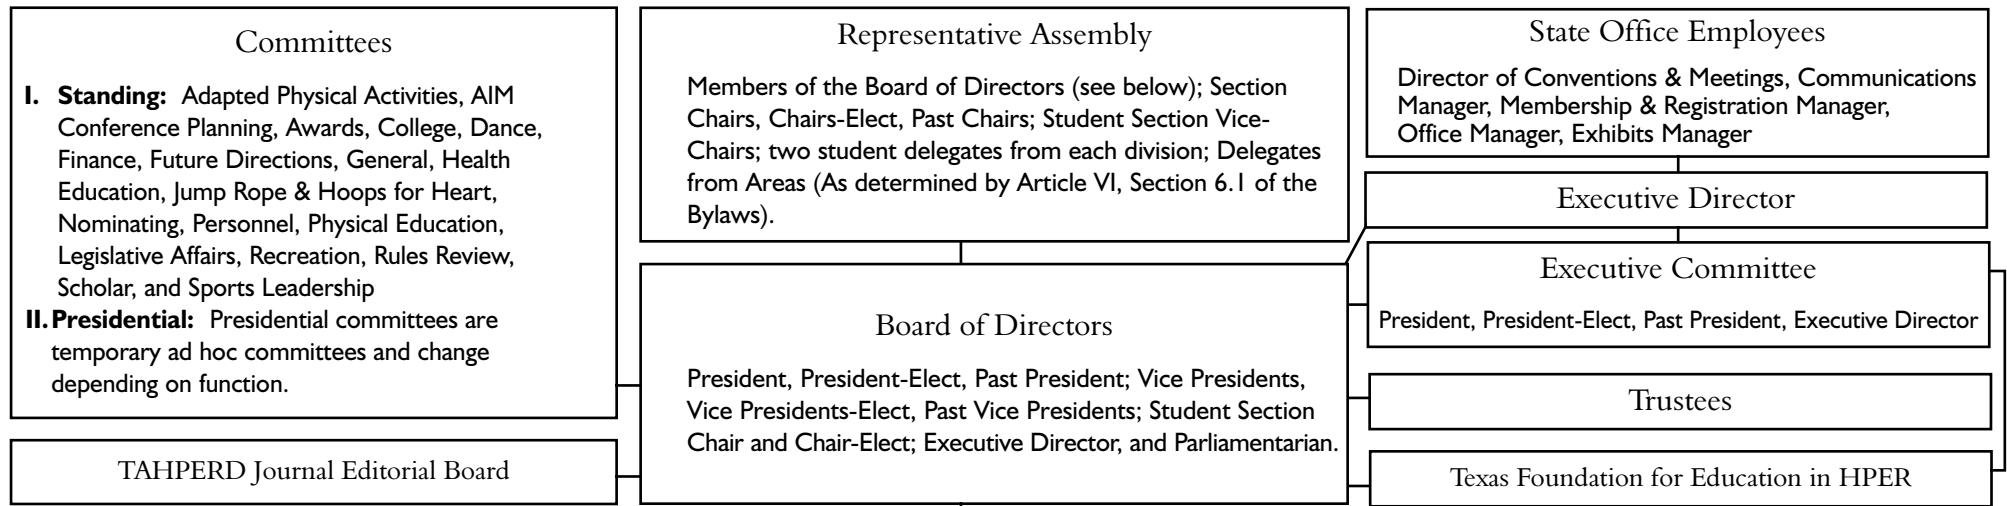 Committees
I. Standing: Adapted Physical Activities, AIM
Conference Planning, Awards, College, Dance,
Finance, Future Directions, General, Health
Education, Jump Rope & Hoops for Heart,
Nominating, Personnel, Physical Education,
Legislative Affairs, Recreation, Rules Review,
Scholar, and Sports Leadership
II. Presidential: Presidential committees are
temporary ad hoc committees and change
depending on function.
TAHPERD Journal Editorial Board
Representative Assembly
Members of the Board of Directors (see below); Section
Chairs, Chairs-Elect, Past Chairs; Student Section Vice-
Chairs; two student delegates from each division; Delegates
from Areas (As determined by Article VI, Section 6.1 of the
Bylaws).
Board of Directors
President, President-Elect, Past President; Vice Presidents,
Vice Presidents-Elect, Past Vice Presidents; Student Section
Chair and Chair-Elect; Executive Director, and Parliamentarian.
State Office Employees
Director of Conventions & Meetings, Communications
Manager, Membership & Registration Manager,
Office Manager, Exhibits Manager
Executive Director
Executive Committee
President, President-Elect, Past President, Executive Director
Trustees
Texas Foundation for Education in HPER